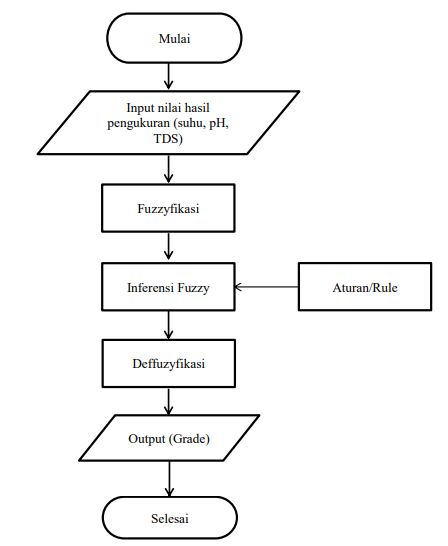 Mulai
Input nilai hasil
pengukuran (suhu, pH,
TDS)
Fuzzyfikasi
Inferensi Fuzzy
Aturan/Rule
Deffuzyfikasi
Output (Grade)
Selesai